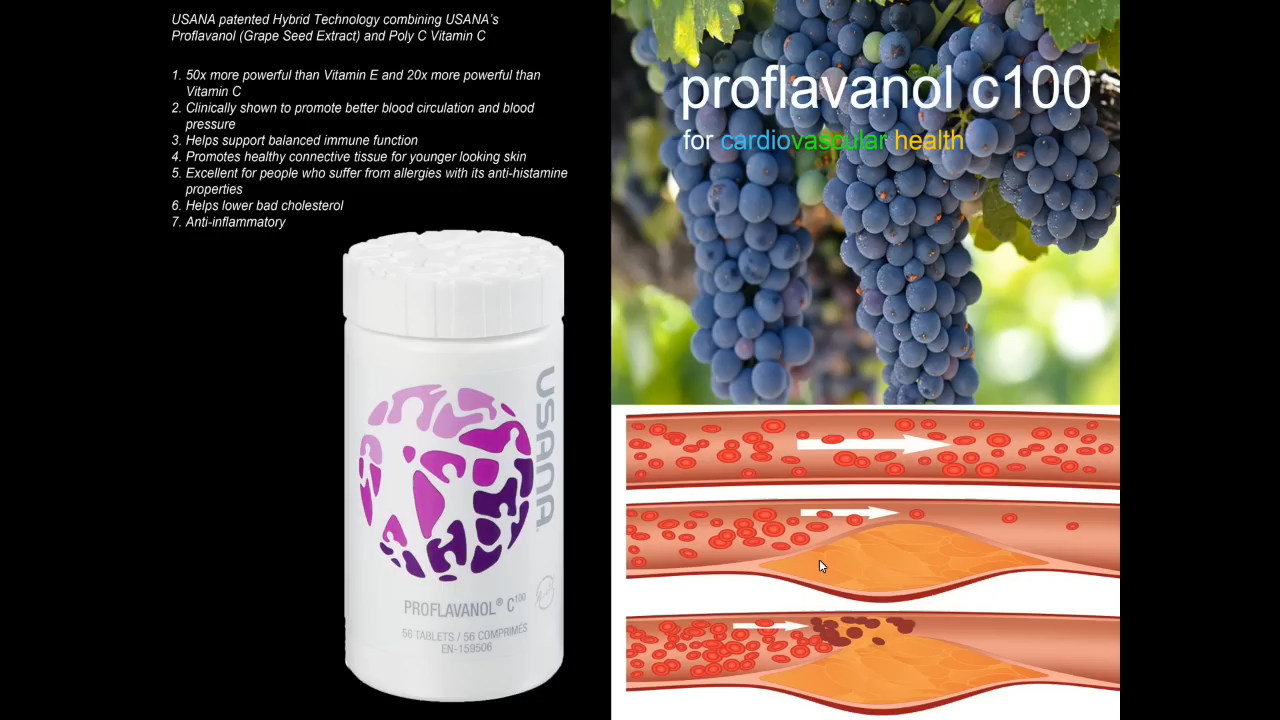 USANA patented Hybrid Technology combining USANA's
Proflavanol (Grape Seed Extract) and Poly C Vitamin C
1. 50x more powerful than Vitamin E and 20x more powerful than
Vitamin C
2. Clinically shown to promote better blood circulation and blood
pressure
3. Helps support balanced immune function
4. Promotes healthy connective tissue for younger looking skin
5. Excellent for people who suffer from allergies with its anti-histamine
properties
6. Helps lower bad cholesterol
7. Anti-inflammatory
proflavanol c100
for cardiovascular health
USANA
PROFLAVANOL® C100
56 TABLETS / 56 COMPRIMÉS
EN-159506